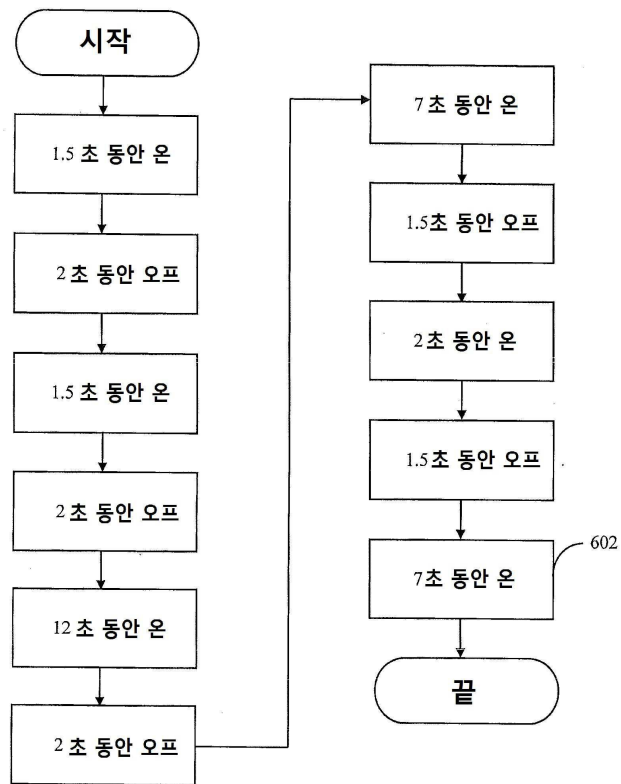 시작
1.5 초 동안 온
2 초 동안 오프
1.5 초 동안 온
2 초 동안 오프
12 초 동안 온
2 초 동안 오프
7 초 동안 온
1.5초 동안 오프
2초 동안 온
1.5초 동안 오프
7초 동안 온
602
끝